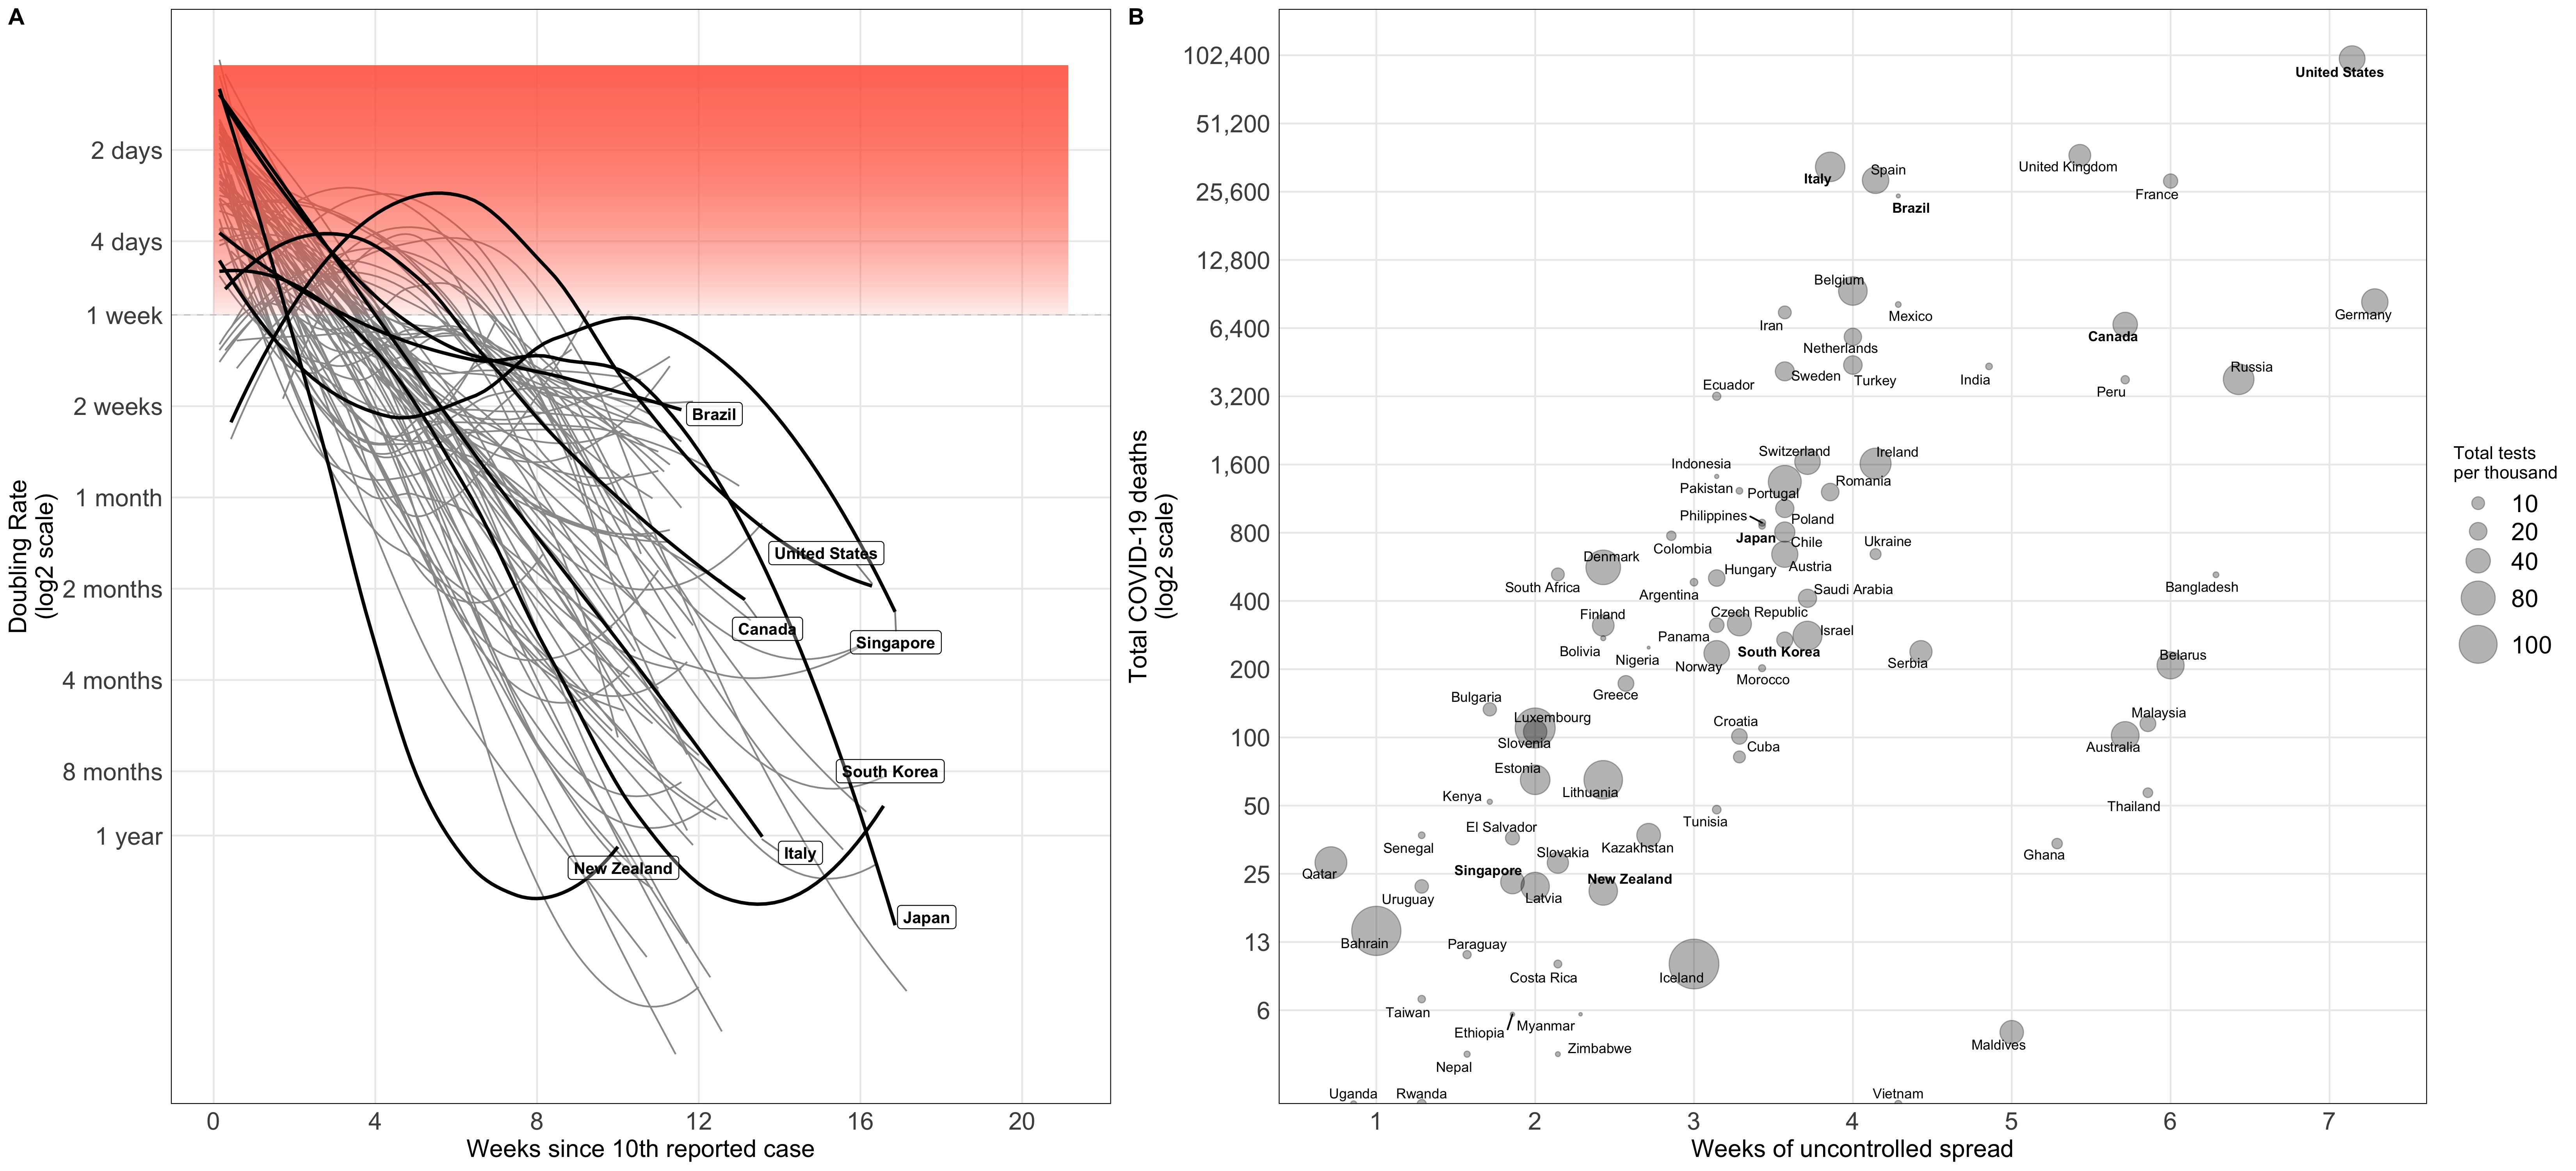 A
Doubling Rate
(log2 scale)
2 days
4 days
1 week
2 weeks
1 month
2 months
4 months
8 months
1 year
Brazil
United States
Canada
Singapore
South Korea
Italy
New Zealand
Japan
0
4
8
12
16
20
Weeks since 10th reported case
B
Total COVID-19 deaths
(log2 scale)
102,400
51,200
25,600
12,800
6,400
3,200
1,600
800
400
200
100
50
25
13
6
United States
United Kingdom
Spain
Italy
France
Brazil
Belgium
Mexico
Germany
Iran
Canada
Netherlands
Russia
Sweden
Turkey
India
Ecuador
Peru
Switzerland
Ireland
Indonesia
Romania
Pakistan
Portugal
Philippines
Poland
Japan
Chile
Ukraine
Colombia
Denmark
Hungary
Austria
South Africa
Argentina
Saudi Arabia
Bangladesh
Finland
Czech Republic
Panama
Israel
Bolivia
Nigeria
South Korea
Norway
Serbia
Belarus
Morocco
Greece
Bulgaria
Luxembourg
Croatia
Malaysia
Slovenia
Cuba
Australia
Estonia
Lithuania
Kenya
Thailand
Tunisia
El Salvador
Senegal
Slovakia
Kazakhstan
Ghana
Qatar
Singapore
New Zealand
Uruguay
Latvia
Bahrain
Paraguay
Costa Rica
Iceland
Taiwan
Ethiopia
Myanmar
Maldives
Nepal
Zimbabwe
Uganda
Rwanda
Vietnam
1
2
3
4
5
6
7
Weeks of uncontrolled spread
Total tests
per thousand
10
20
40
80
100